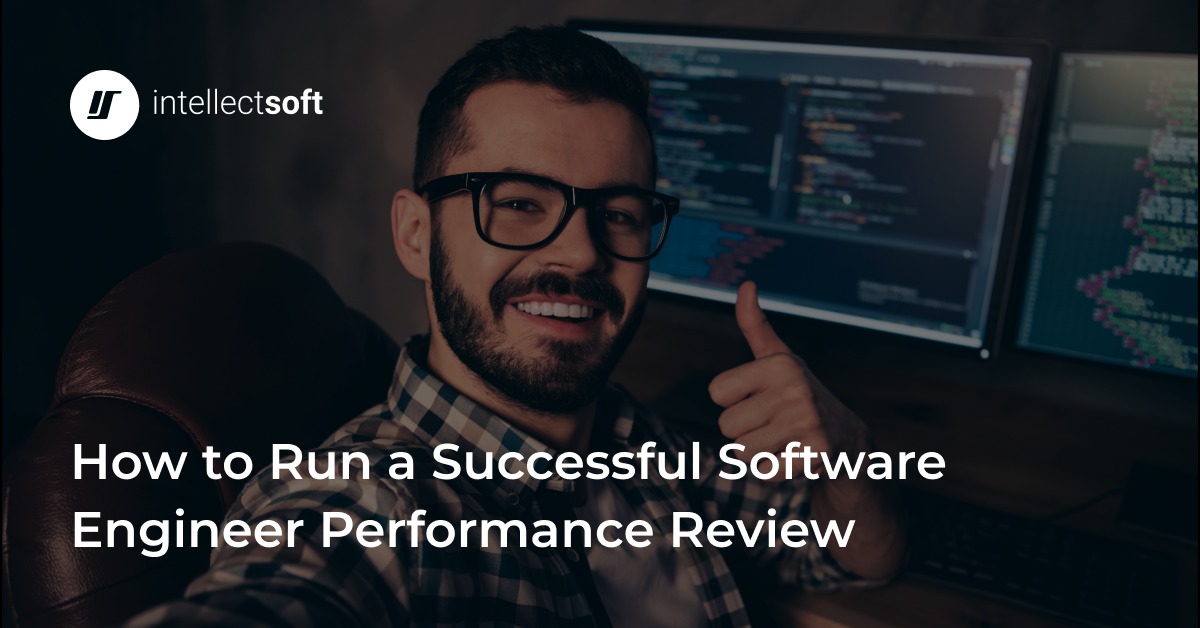 intellectsoft
How to Run a Successful Software
Engineer Performance Review